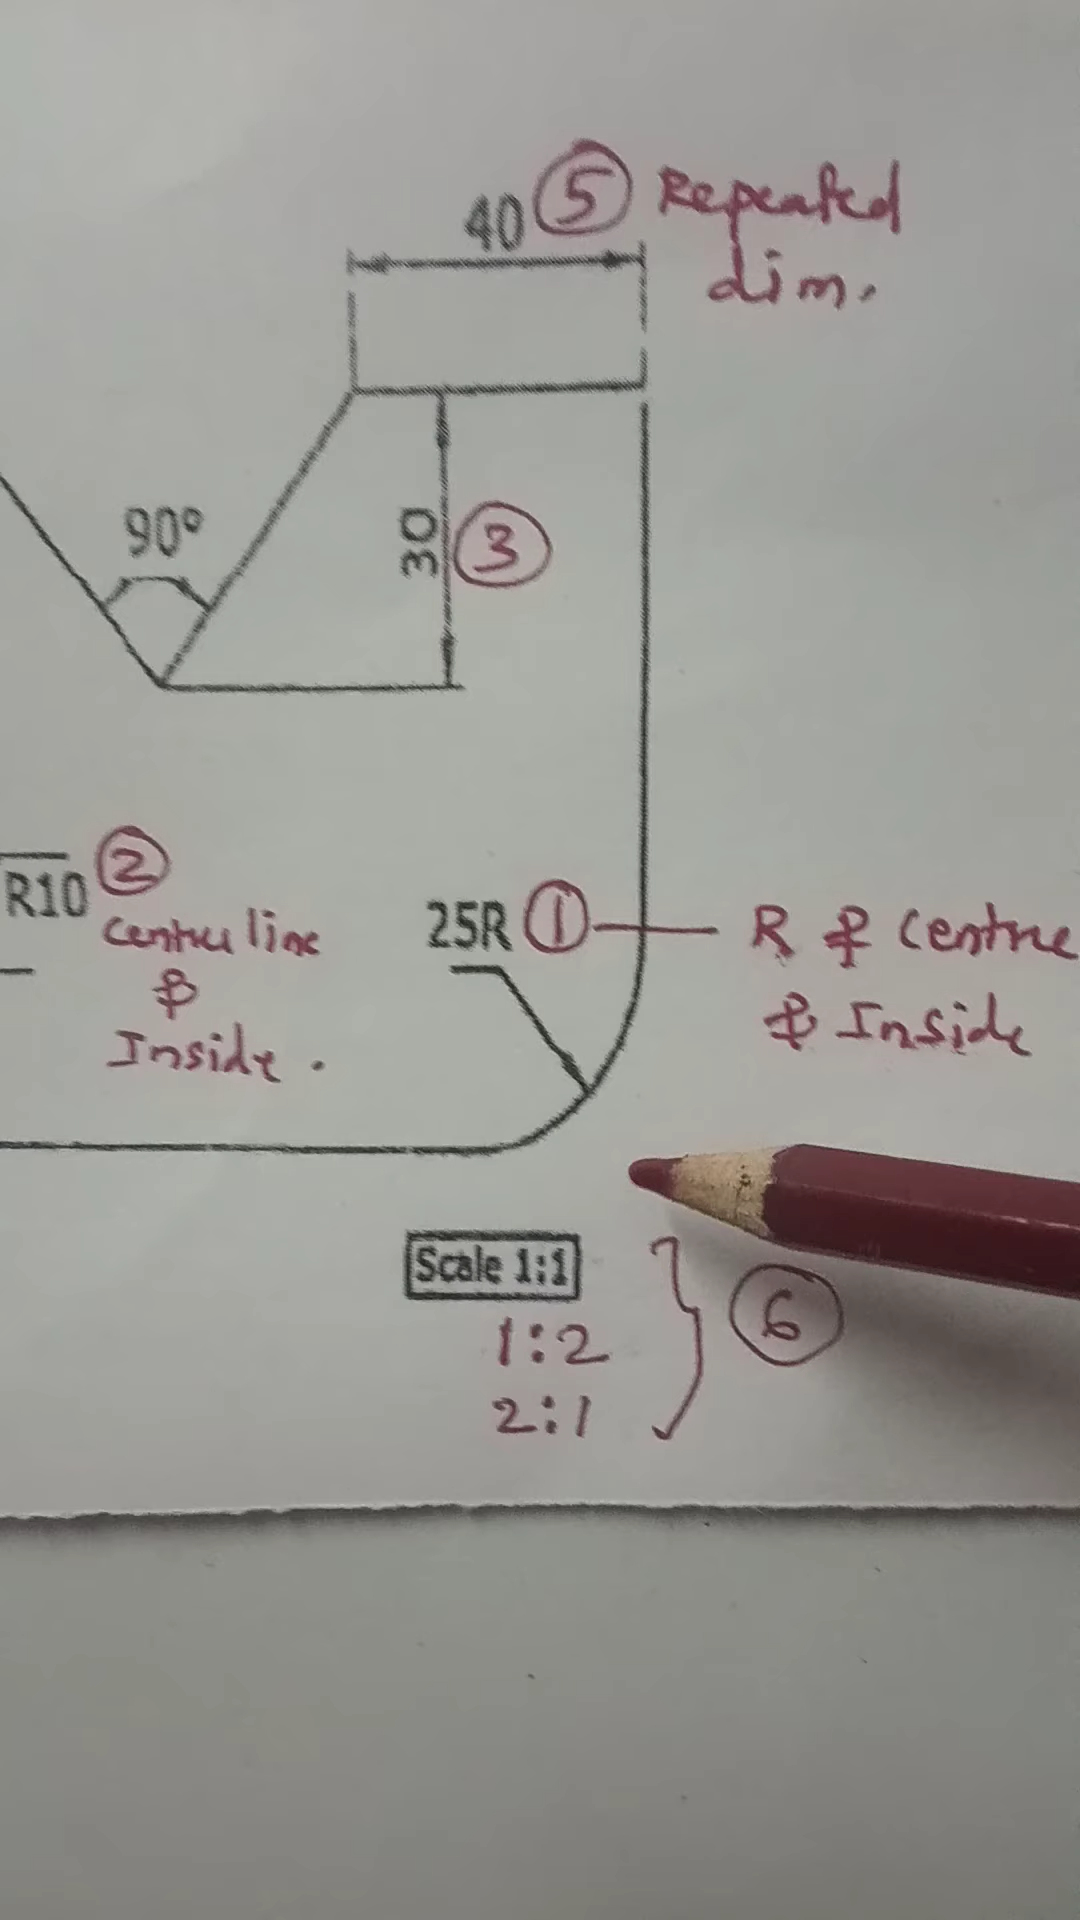 40 5 Repeated
dim.
90°
30 3
R10 2
Centre line
&
Inside.
25R 1 R & Centre
& Inside
Scale 1:1
1:2
2:1
6